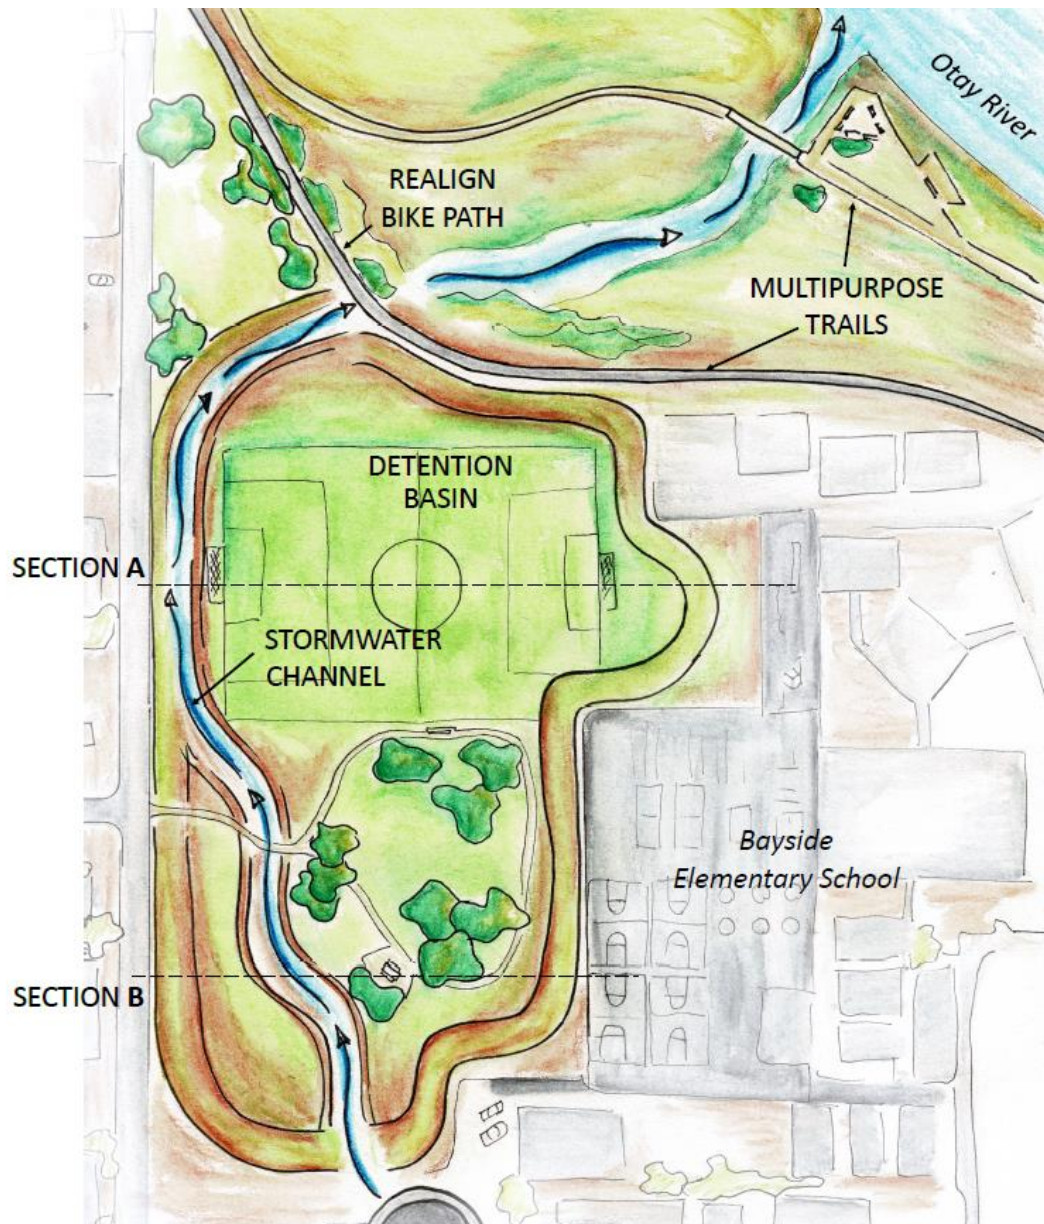 Otay River
REALIGN
BIKE PATH
MULTIPURPOSE
TRAILS
DETENTION
BASIN
SECTION A
STORMWATER
CHANNEL
Bayside
Elementary School
SECTION B